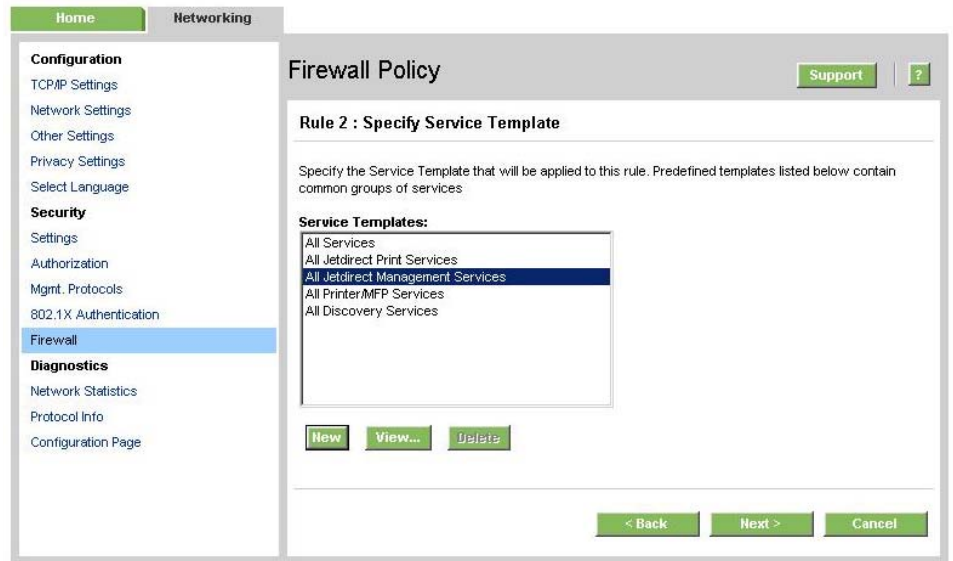 Home
Networking
Configuration
TCP/IP Settings
Network Settings
Other Settings
Privacy Settings
Select Language
Security
Settings
Authorization
Mgmt. Protocols
802.1X Authentication
Firewall
Diagnostics
Network Statistics
Protocol Info
Configuration Page
Firewall Policy
Support
?
Rule 2 : Specify Service Template
Specify the Service Template that will be applied to this rule. Predefined templates listed below contain
common groups of services
Service Templates:
All Services
All Jetdirect Print Services
All Jetdirect Management Services
All Printer/MFP Services
All Discovery Services
New
View...
Delete
< Back
Next >
Cancel